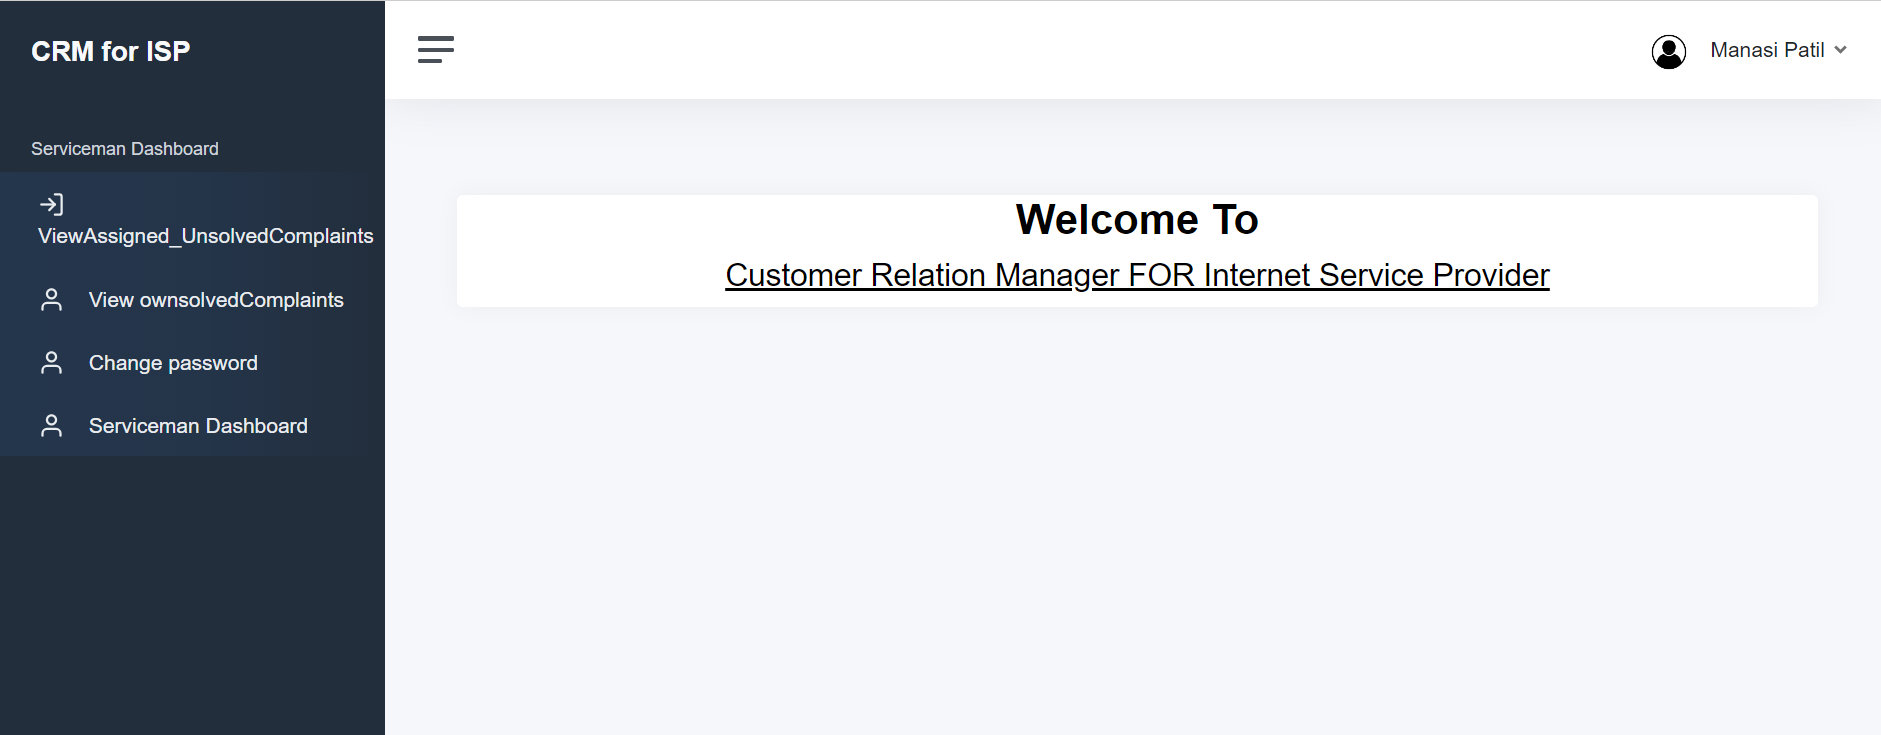 CRM for ISP
Manasi Patil
Serviceman Dashboard
ViewAssigned_UnsolvedComplaints
View ownsolvedComplaints
Change password
Serviceman Dashboard
Welcome To
Customer Relation Manager FOR Internet Service Provider